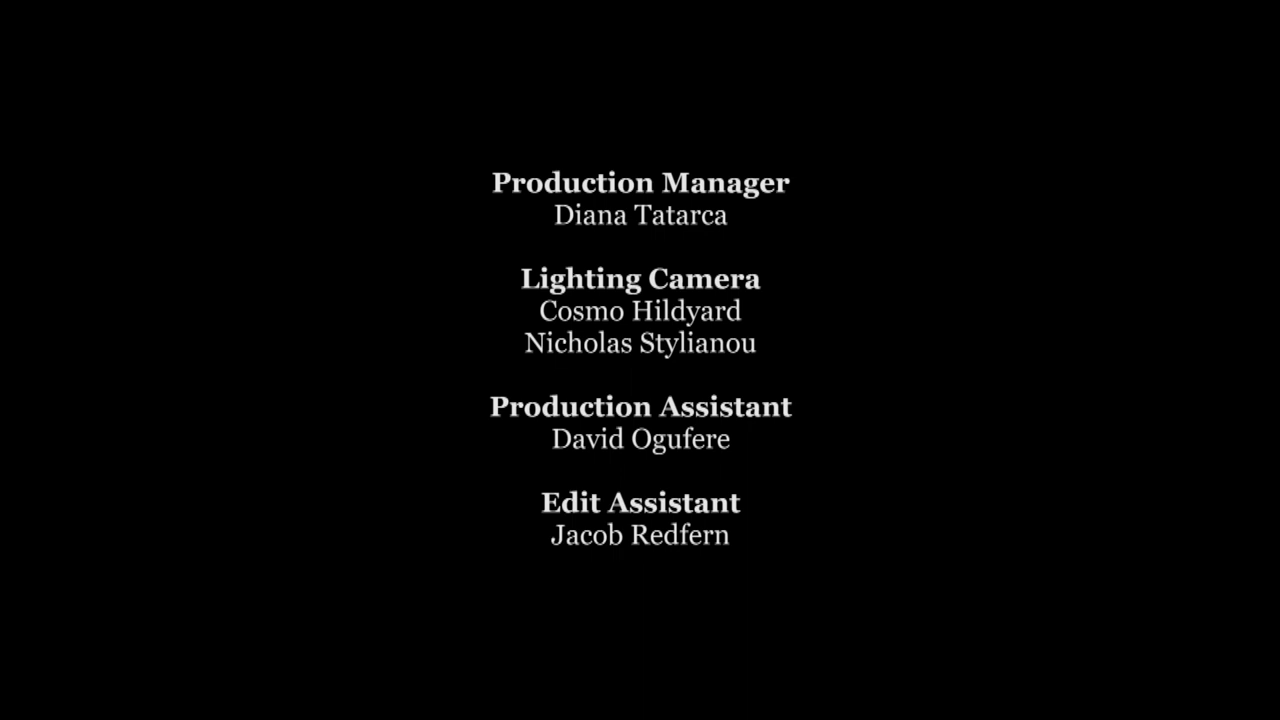 Production Manager
Diana Tatarca
Lighting Camera
Cosmo Hildyard
Nicholas Stylianou
Production Assistant
David Ogufere
Edit Assistant
Jacob Redfern